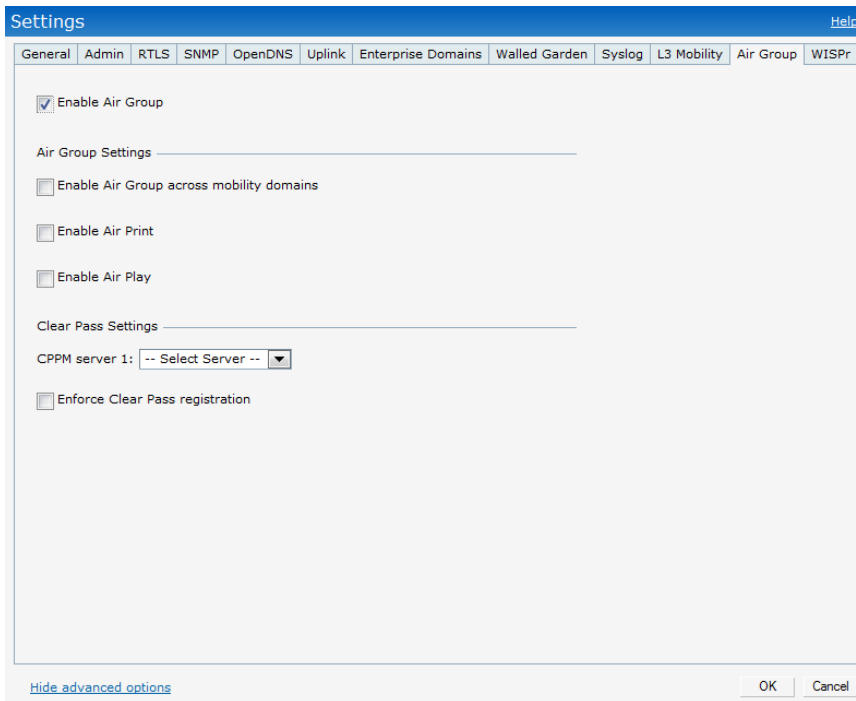 Settings Help
General Admin RTLS SNMP OpenDNS Uplink Enterprise Domains Walled Garden Syslog L3 Mobility Air Group WISPr
Enable Air Group
Air Group Settings
Enable Air Group across mobility domains
Enable Air Print
Enable Air Play
Clear Pass Settings
CPPM server 1: -- Select Server --
Enforce Clear Pass registration
Hide advanced options OK Cancel